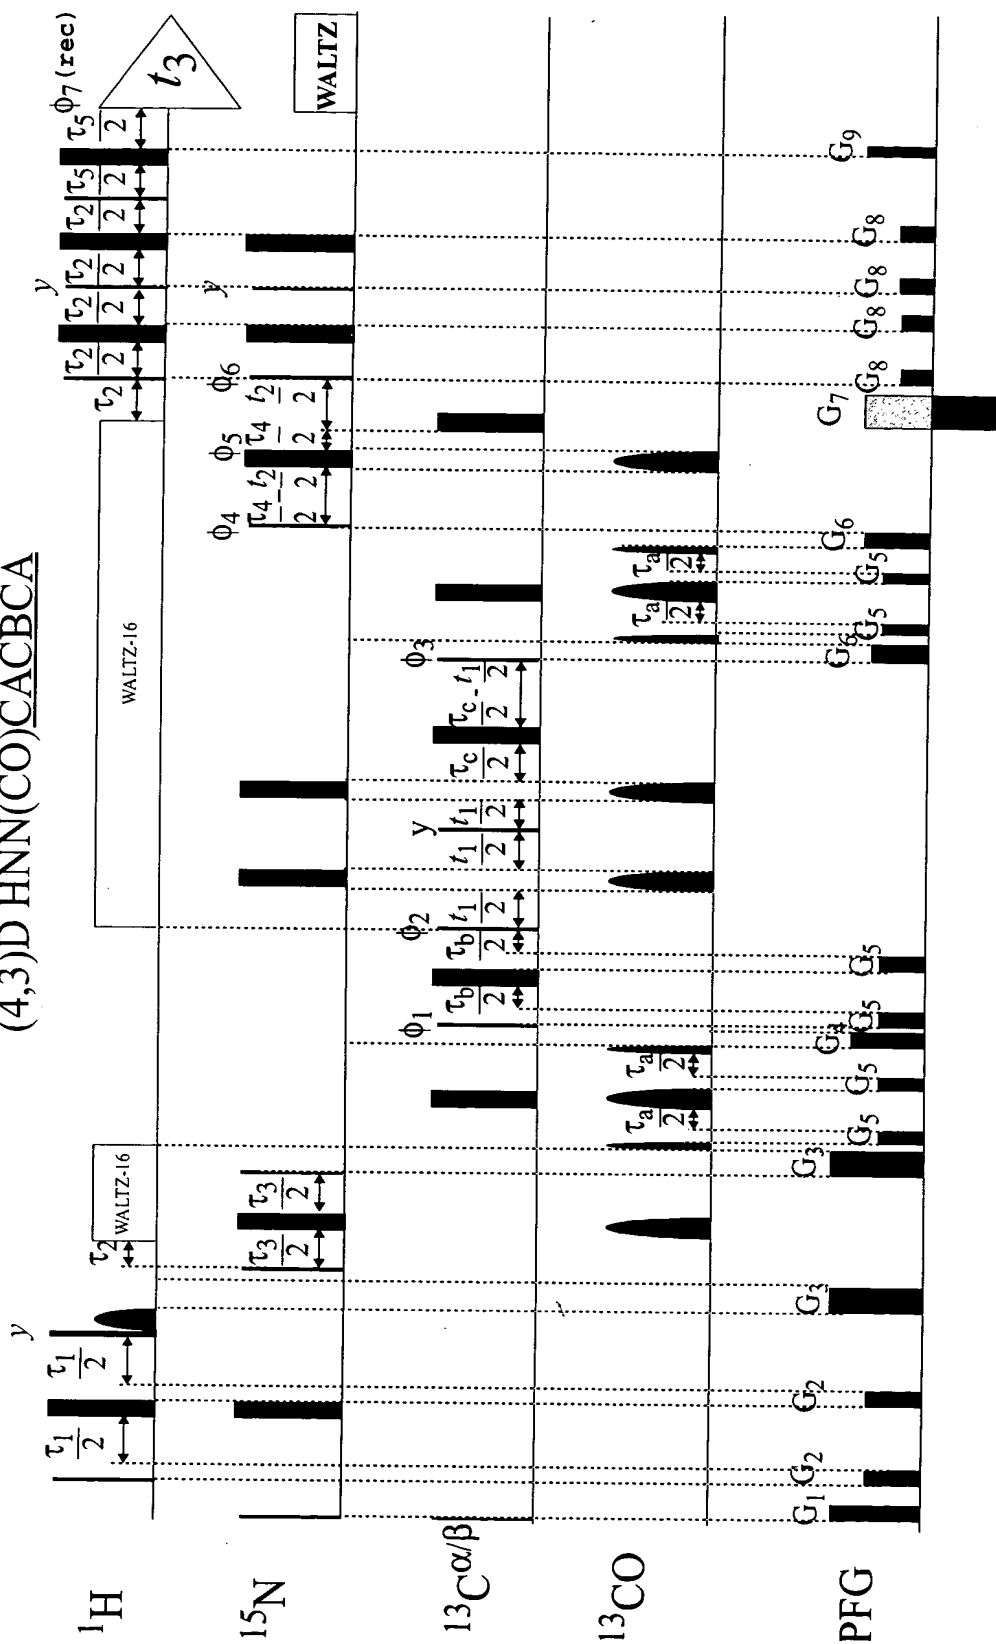 (4,3)D HNN(CO)CACBCA
¹H
τ₁/2 τ₁/2 y τ₂ WALTZ-16 WALTZ-16 τ₂ τ₂/2 τ₂/2 y τ₂/2 τ₂/2 τ₅/2 τ₅/2 ϕ₇(rec) t₃
¹⁵N
τ₃/2 τ₃/2 ϕ₄ τ₄/2 - t₂/2 ϕ₅ τ₄/2 t₂/2 ϕ₆ y WALTZ
¹³Cα/β
ϕ₁ τb/2 τb/2 ϕ₂ t₁/2 t₁/2 y t₁/2 τc/2 τc/2 - t₁/2 ϕ₃
¹³CO
τa/2 τa/2 τa/2 τa/2
PFG
G₁ G₂ G₂ G₃ G₃ G₅ G₅ G₄ G₅ G₅ G₆ G₅ G₅ G₆ G₇ G₈ G₈ G₈ G₈ G₉